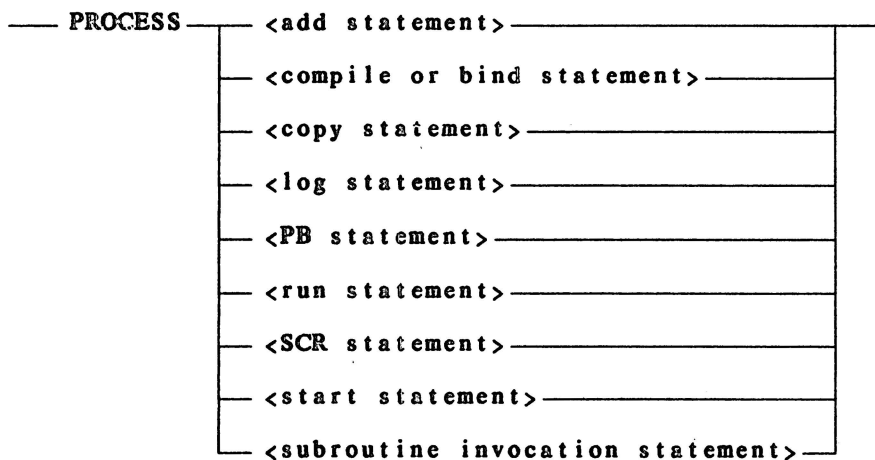 PROCESS <add statement>
<compile or bind statement>
<copy statement>
<log statement>
<PB statement>
<run statement>
<SCR statement>
<start statement>
<subroutine invocation statement>